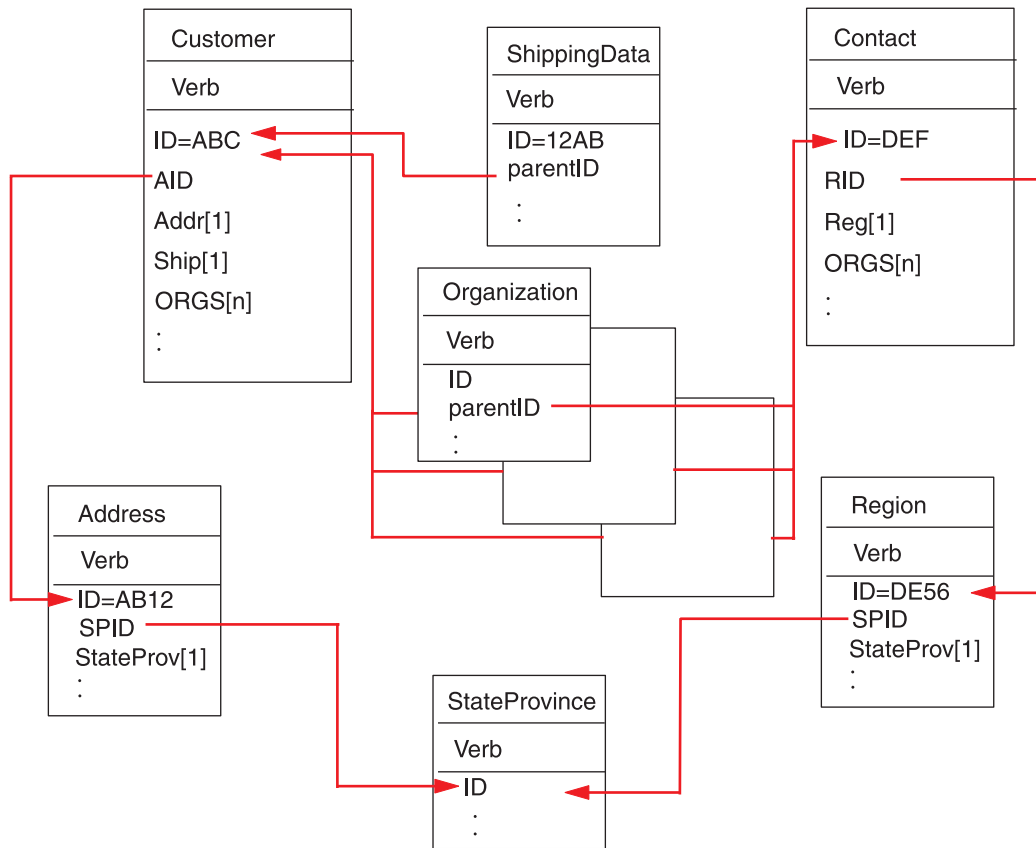 Customer
Verb
ID=ABC
AID
Addr[1]
Ship[1]
ORGS[n]
:
ShippingData
Verb
ID=12AB
parentID
:
Contact
Verb
ID=DEF
RID
Reg[1]
ORGS[n]
:
Organization
Verb
ID
parentID
:
Address
Verb
ID=AB12
SPID
StateProv[1]
:
Region
Verb
ID=DE56
SPID
StateProv[1]
:
StateProvince
Verb
ID
: